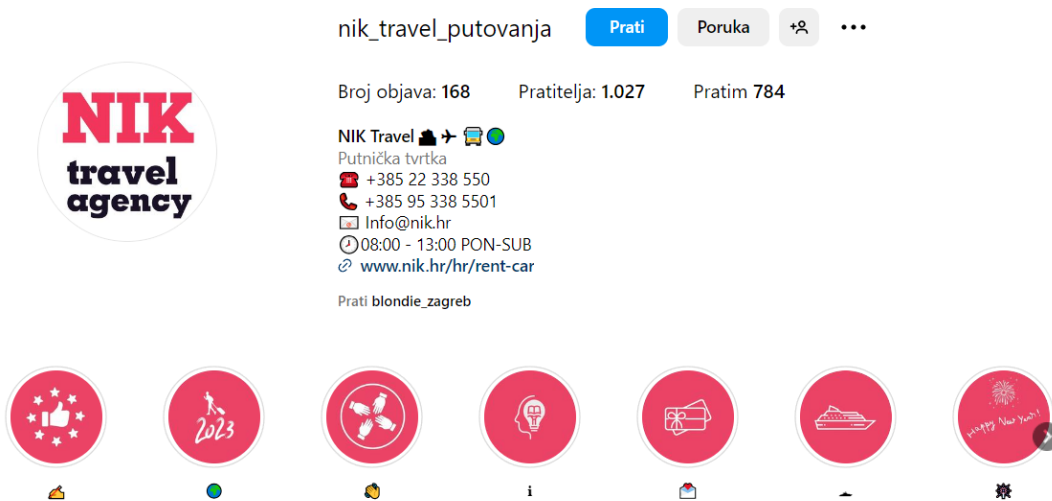 nik_travel_putovanja Prati Poruka
Broj objava: 168 Pratitelja: 1.027 Pratim 784
NIK
travel
agency
NIK Travel
Putnička tvrtka
+385 22 338 550
+385 95 338 5501
Info@nik.hr
08:00 - 13:00 PON-SUB
www.nik.hr/hr/rent-car
Prati blondie_zagreb
2023
Happy New Year!!
i